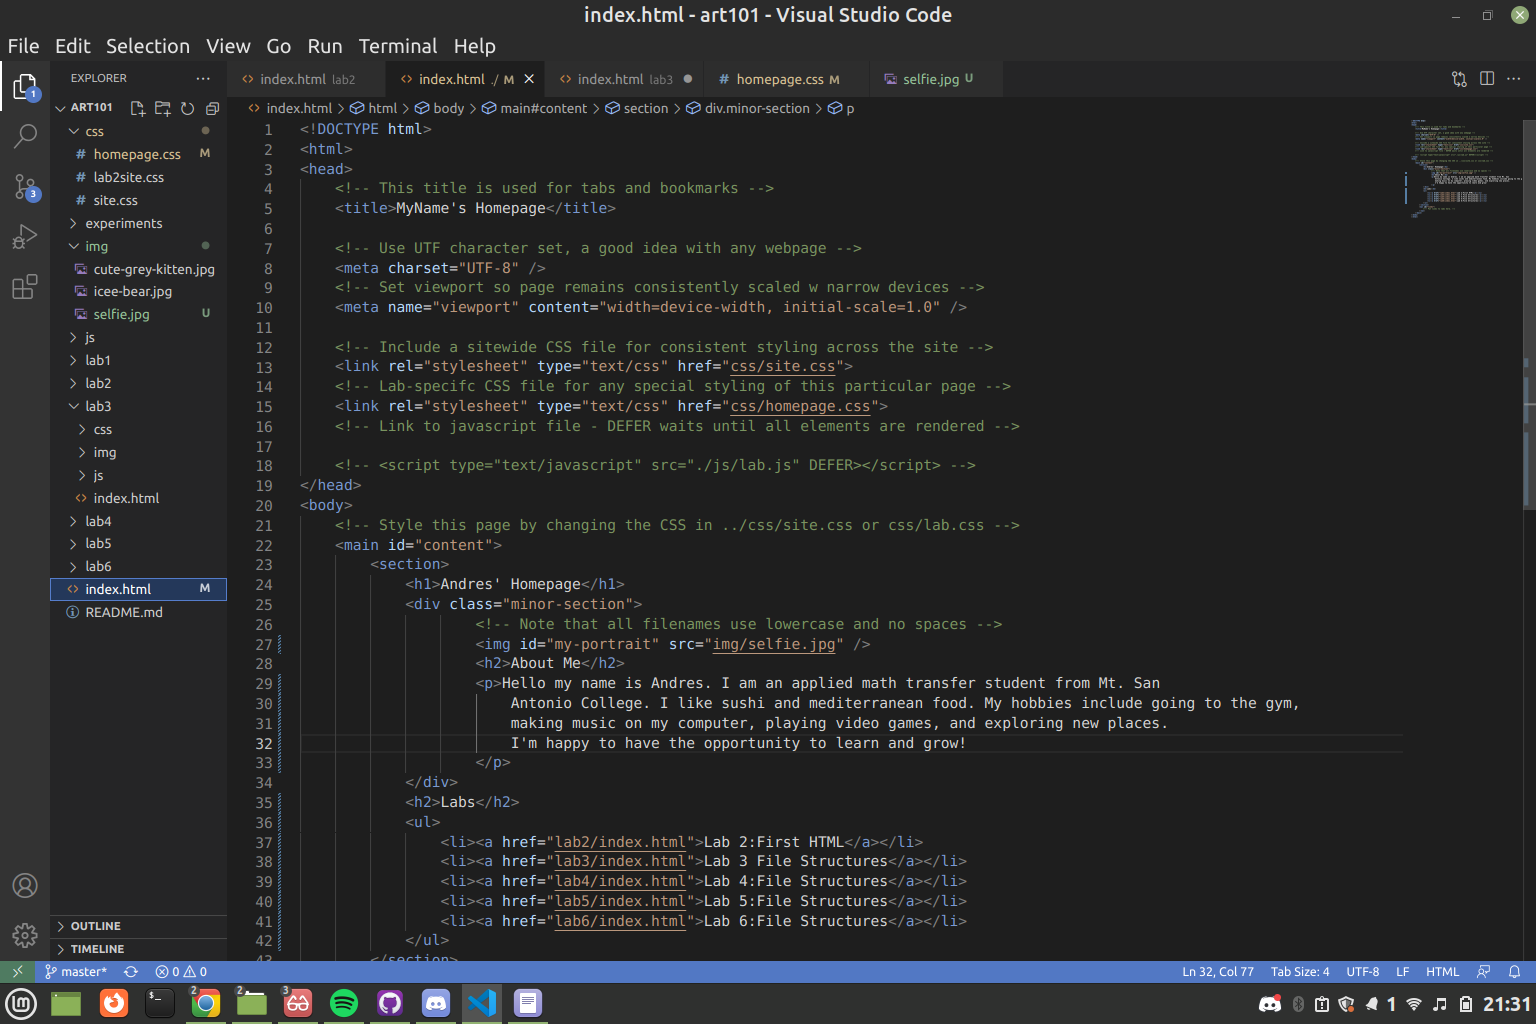 index.html - art101 - Visual Studio Code
File Edit Selection View Go Run Terminal Help
EXPLORER ···
index.html lab2
index.html ./ M
index.html lab3
homepage.css M
selfie.jpg U
ART101
index.html > html > body > main#content > section > div.minor-section > p
css
# homepage.css M
# lab2site.css
# site.css
experiments
img
cute-grey-kitten.jpg
icee-bear.jpg
selfie.jpg U
js
lab1
lab2
lab3
css
img
js
index.html
lab4
lab5
lab6
index.html M
README.md
OUTLINE
TIMELINE
1 <!DOCTYPE html>
2 <html>
3 <head>
4 <!-- This title is used for tabs and bookmarks -->
5 <title>MyName's Homepage</title>
6
7 <!-- Use UTF character set, a good idea with any webpage -->
8 <meta charset="UTF-8" />
9 <!-- Set viewport so page remains consistently scaled w narrow devices -->
10 <meta name="viewport" content="width=device-width, initial-scale=1.0" />
11
12 <!-- Include a sitewide CSS file for consistent styling across the site -->
13 <link rel="stylesheet" type="text/css" href="css/site.css">
14 <!-- Lab-specifc CSS file for any special styling of this particular page -->
15 <link rel="stylesheet" type="text/css" href="css/homepage.css">
16 <!-- Link to javascript file - DEFER waits until all elements are rendered -->
17
18 <!-- <script type="text/javascript" src="./js/lab.js" DEFER></script> -->
19 </head>
20 <body>
21 <!-- Style this page by changing the CSS in ../css/site.css or css/lab.css -->
22 <main id="content">
23 <section>
24 <h1>Andres' Homepage</h1>
25 <div class="minor-section">
26 <!-- Note that all filenames use lowercase and no spaces -->
27 <img id="my-portrait" src="img/selfie.jpg" />
28 <h2>About Me</h2>
29 <p>Hello my name is Andres. I am an applied math transfer student from Mt. San
30 Antonio College. I like sushi and mediterranean food. My hobbies include going to the gym,
31 making music on my computer, playing video games, and exploring new places.
32 I'm happy to have the opportunity to learn and grow!
33 </p>
34 </div>
35 <h2>Labs</h2>
36 <ul>
37 <li><a href="lab2/index.html">Lab 2:First HTML</a></li>
38 <li><a href="lab3/index.html">Lab 3 File Structures</a></li>
39 <li><a href="lab4/index.html">Lab 4:File Structures</a></li>
40 <li><a href="lab5/index.html">Lab 5:File Structures</a></li>
41 <li><a href="lab6/index.html">Lab 6:File Structures</a></li>
42 </ul>
43 </section>
master* 0 0 Ln 32, Col 77 Tab Size: 4 UTF-8 LF HTML
2 2 3 1 21:31